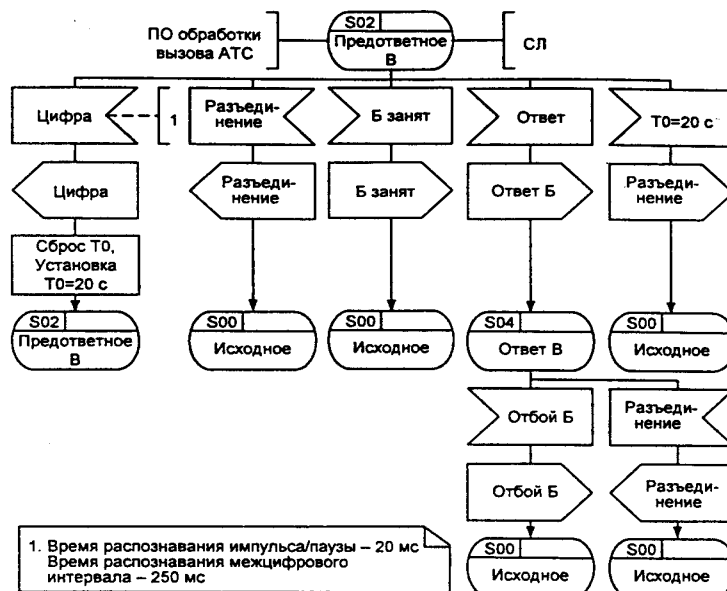 ПО обработки
вызова АТС
S02
Предответное
В
СЛ
Цифра
1
Разъеди-
нение
Б занят
Ответ
Т0=20 с
Цифра
Разъеди-
нение
Б занят
Ответ Б
Разъеди-
нение
Сброс Т0,
Установка
Т0=20 с
S02
Предответное
В
S00
Исходное
S00
Исходное
S04
Ответ В
S00
Исходное
Отбой Б
Разъеди-
нение
Отбой Б
Разъеди-
нение
S00
Исходное
S00
Исходное
1. Время распознавания импульса/паузы – 20 мс
Время распознавания межцифрового
интервала – 250 мс